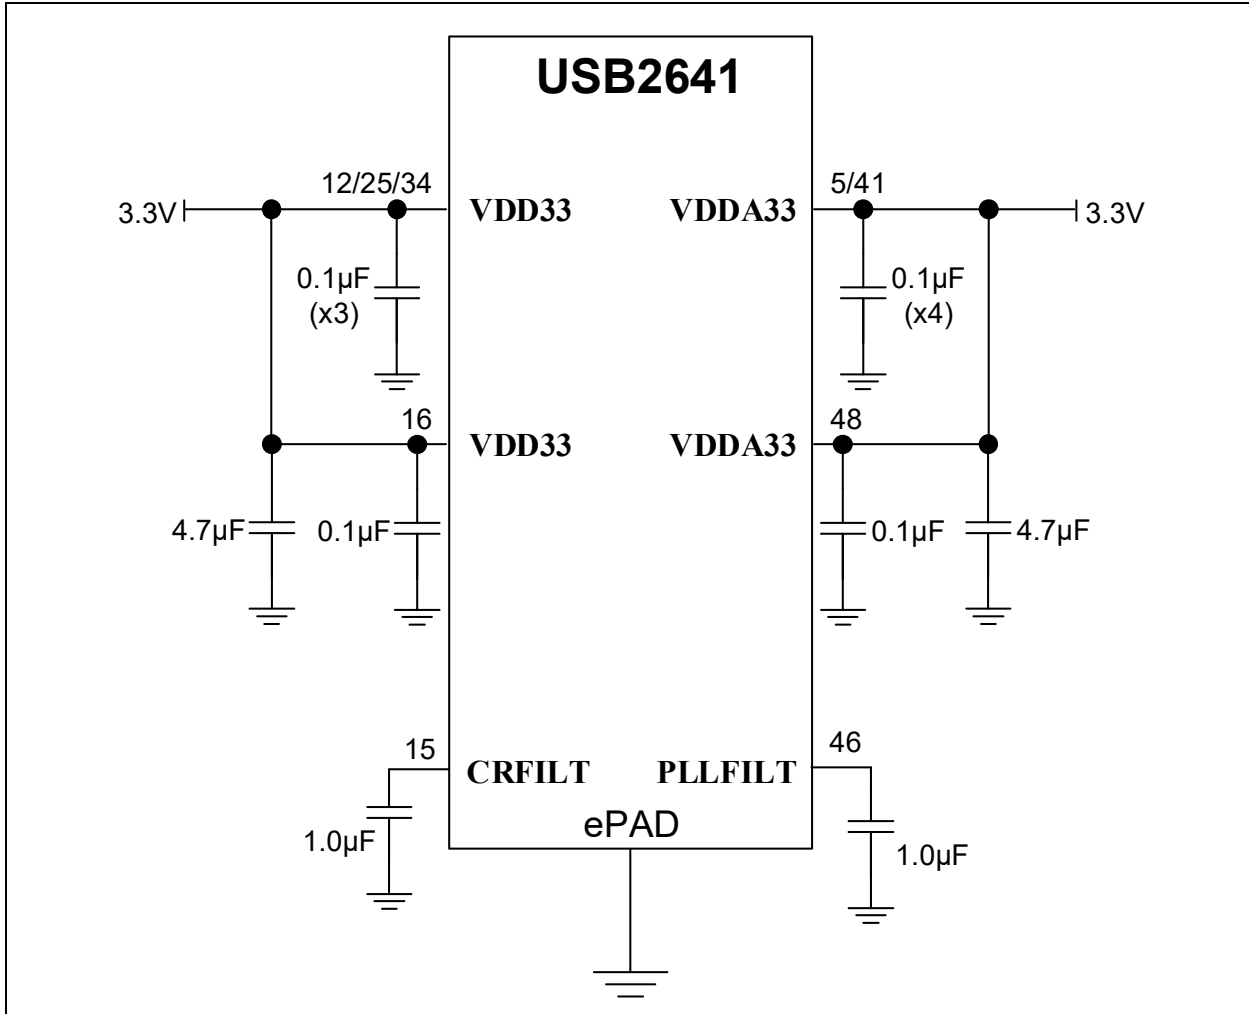 USB2641
12/25/34
5/41
3.3V
VDD33
VDDA33
3.3V
0.1µF
(x3)
0.1µF
(x4)
16
48
VDD33
VDDA33
4.7µF
0.1µF
0.1µF
4.7µF
15
46
CRFILT
PLLFILT
ePAD
1.0µF
1.0µF